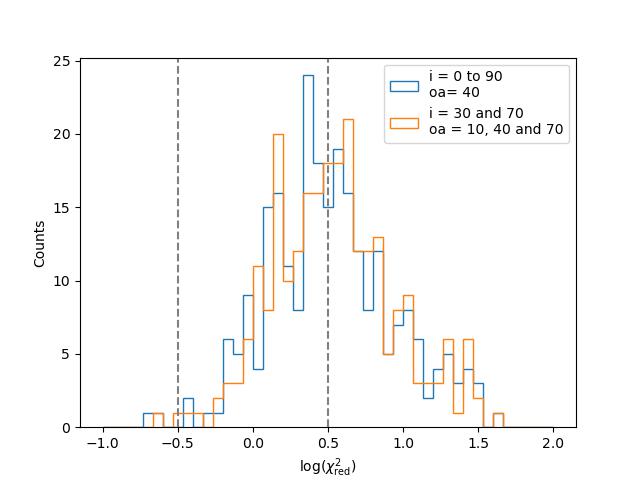 25
20
15
10
5
0
Counts
−1.0 −0.5 0.0 0.5 1.0 1.5 2.0
log(χ²red)
i = 0 to 90
oa= 40
i = 30 and 70
oa = 10, 40 and 70